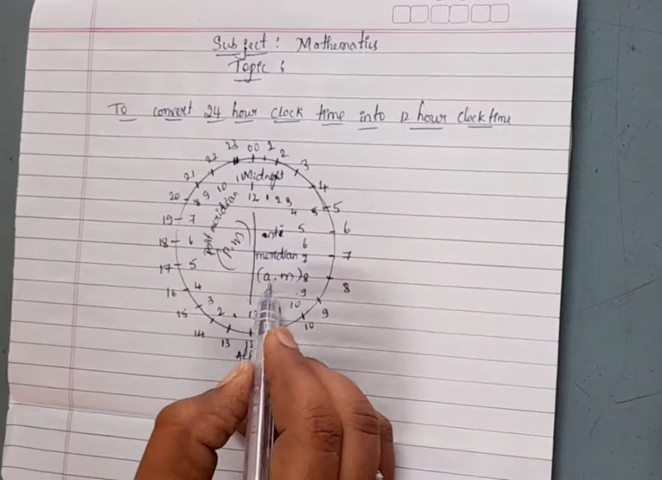 Subject : Mathematics
Topic :
To convert 24 hour clock time into 12 hour clock time
23 00 1 2
22 3
21 Midnight 4
20 9 10 12 1 2 3 4 5
19 7 5 6
18 6 post meridian (p.m) ante 6 7
17 5 meridian 7
16 4 (a.m) 8 8
15 3 9 9
14 2 10 10
13